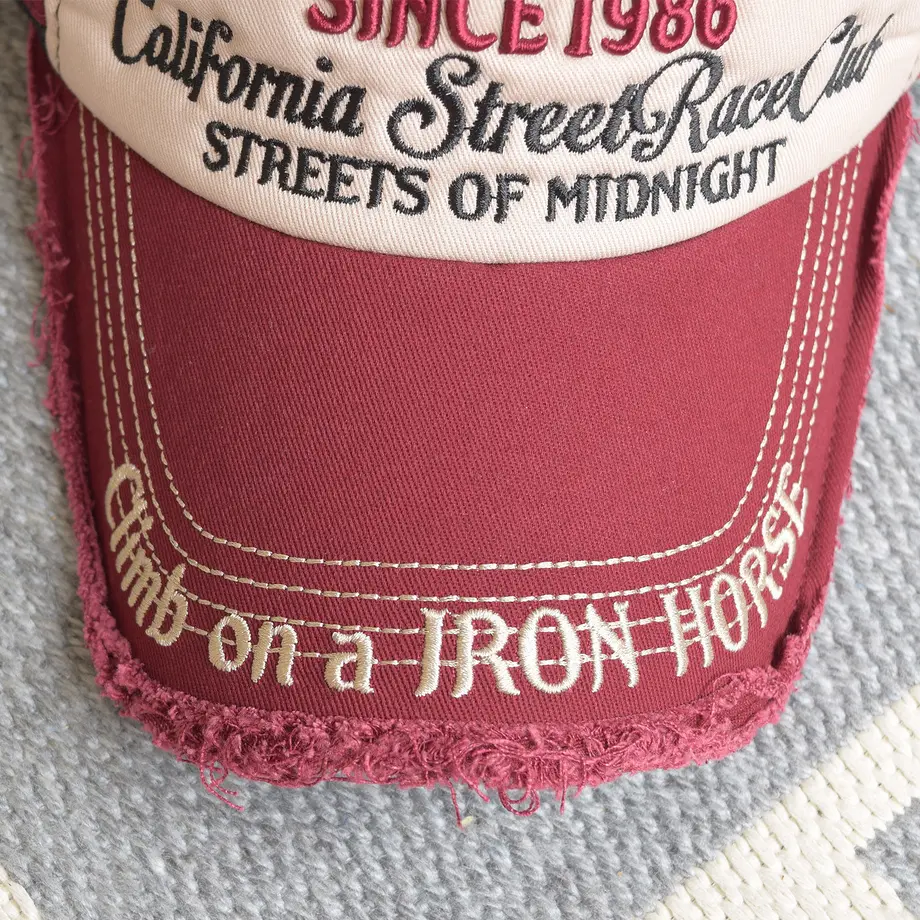 SINCE 1986
California Street Race Club
STREETS OF MIDNIGHT
Climb on a IRON HORSE